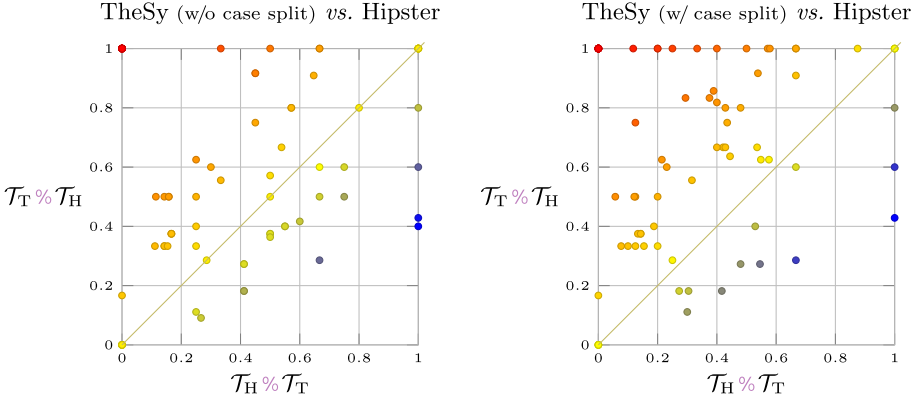 TheSy (w/o case split) vs. Hipster
1
0.8
0.6
𝒯T % 𝒯H
0.4
0.2
0
0 0.2 0.4 0.6 0.8 1
𝒯H % 𝒯T
TheSy (w/ case split) vs. Hipster
1
0.8
0.6
𝒯T % 𝒯H
0.4
0.2
0
0 0.2 0.4 0.6 0.8 1
𝒯H % 𝒯T